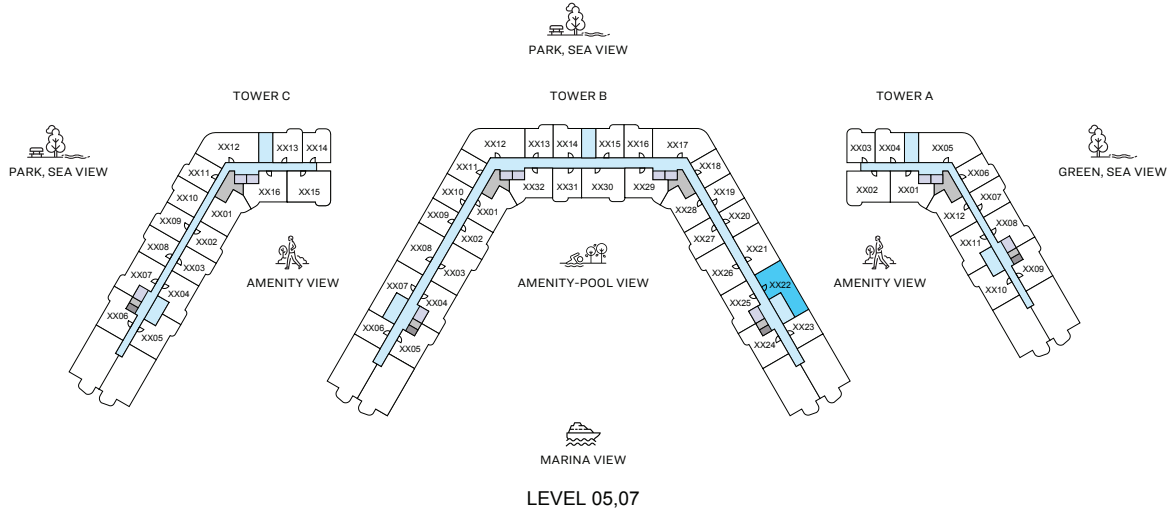 PARK, SEA VIEW
TOWER C
TOWER B
TOWER A
PARK, SEA VIEW
GREEN, SEA VIEW
XX12
XX13
XX14
XX11
XX10
XX09
XX08
XX07
XX06
XX05
XX04
XX03
XX02
XX01
XX16
XX15
AMENITY VIEW
XX12
XX13
XX14
XX15
XX16
XX17
XX11
XX10
XX09
XX08
XX07
XX06
XX05
XX04
XX03
XX02
XX01
XX32
XX31
XX30
XX29
XX28
XX27
XX26
XX25
XX24
XX23
XX22
XX21
XX20
XX19
XX18
AMENITY-POOL VIEW
AMENITY VIEW
XX03
XX04
XX05
XX02
XX01
XX06
XX07
XX08
XX09
XX10
XX11
XX12
MARINA VIEW
LEVEL 05,07